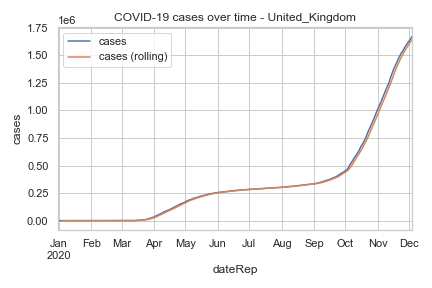 COVID-19 cases over time - United_Kingdom
1e6
cases
cases (rolling)
1.75
1.50
1.25
1.00
0.75
0.50
0.25
0.00
cases
Jan Feb Mar Apr May Jun Jul Aug Sep Oct Nov Dec
2020
dateRep